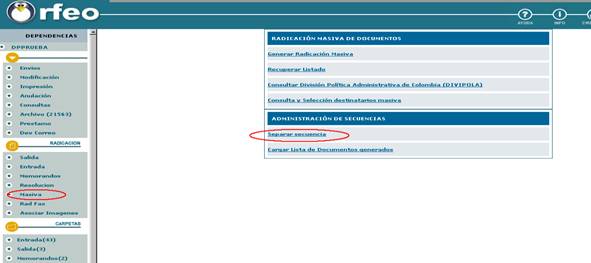 Orfeo
AYUDA
INFO
DEPENDENCIAS
DPPRUEBA
Envios
Modificación
Impresión
Anulación
Consultas
Archivo (21563)
Prestamo
Dev Correo
RADICACION
Salida
Entrada
Memorandos
Resolucion
Masiva
Rad Fax
Asociar Imagenes
CARPETAS
Entrada(43)
Salida(3)
Memorandos(2)
RADICACIÓN MASIVA DE DOCUMENTOS
Generar Radicación Masiva
Recuperar Listado
Consultar División Política Administrativa de Colombia (DIVIPOLA)
Consulta y Selección destinatarios masiva
ADMINISTRACIÓN DE SECUENCIAS
Separar secuencia
Cargar Lista de Documentos generados